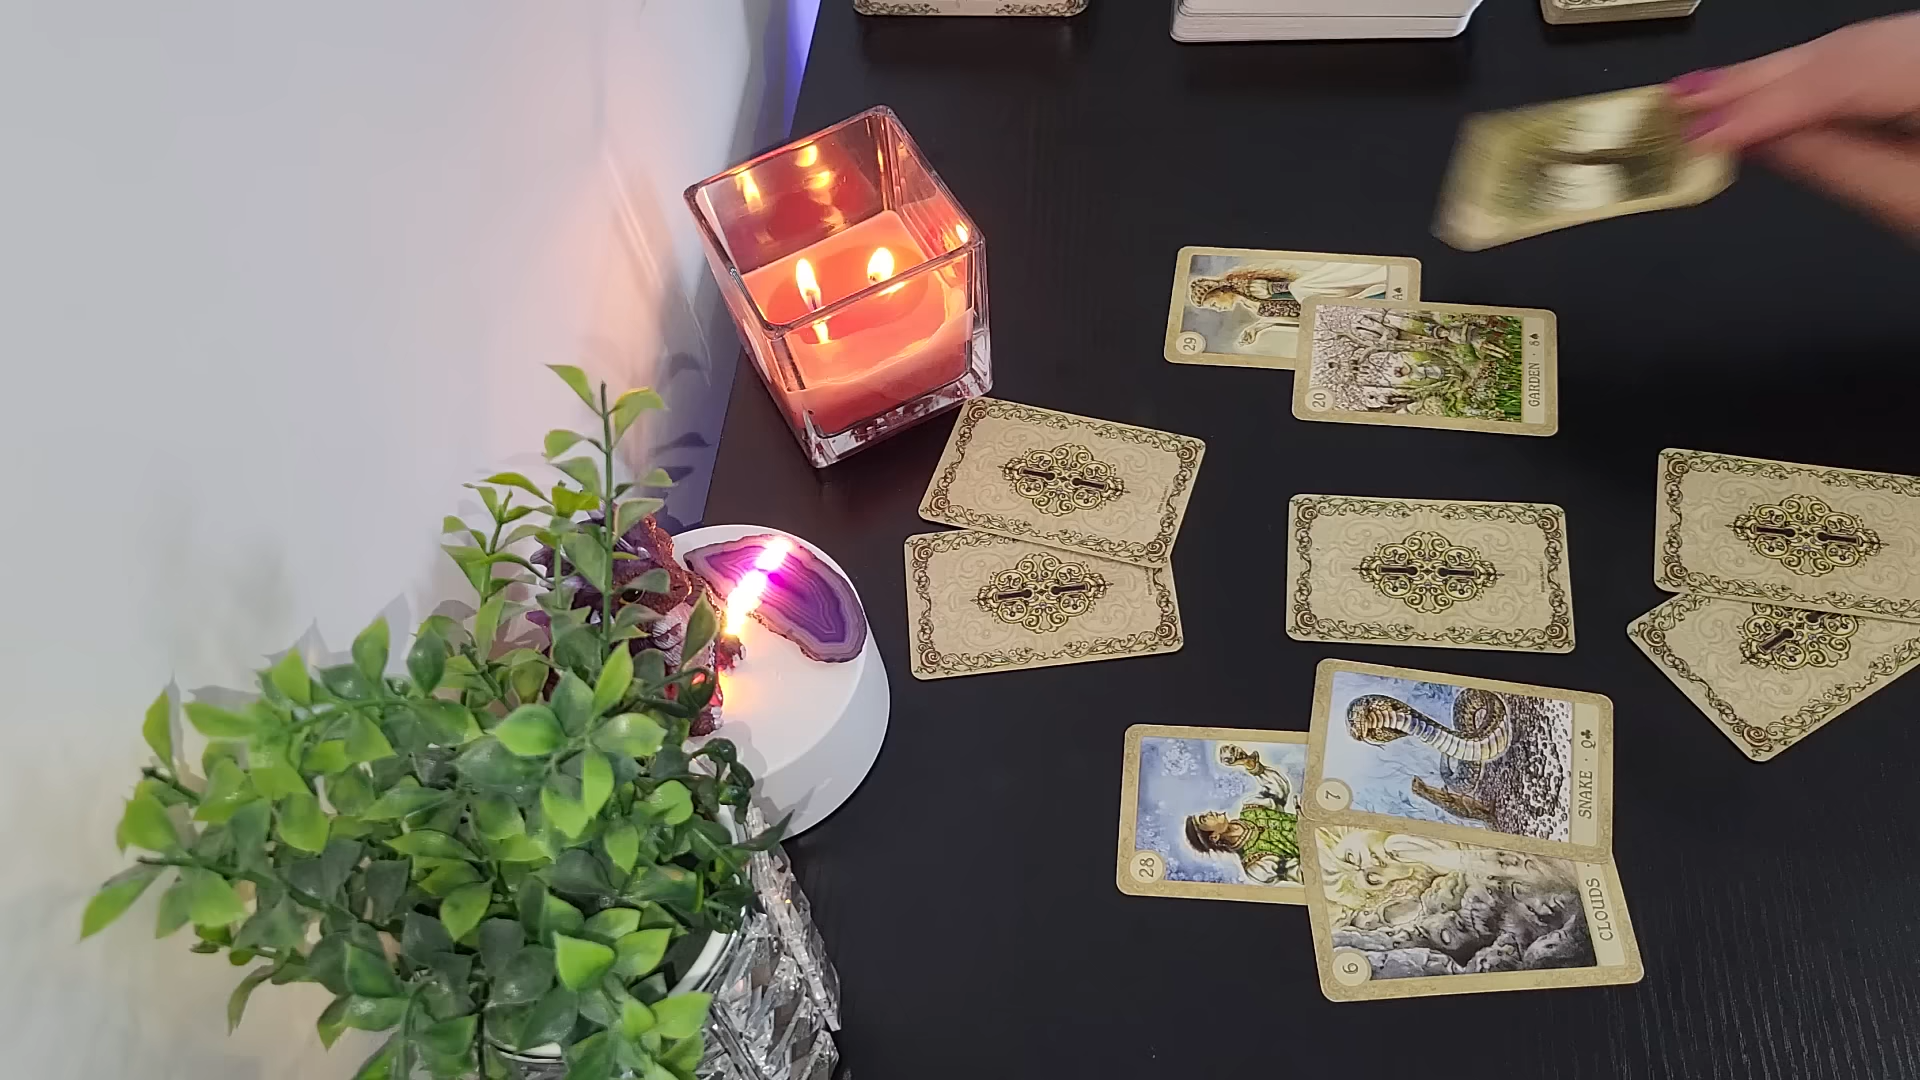 29
A♠
20
GARDEN · 8♠
7
SNAKE · Q♣
28
6
CLOUDS ·